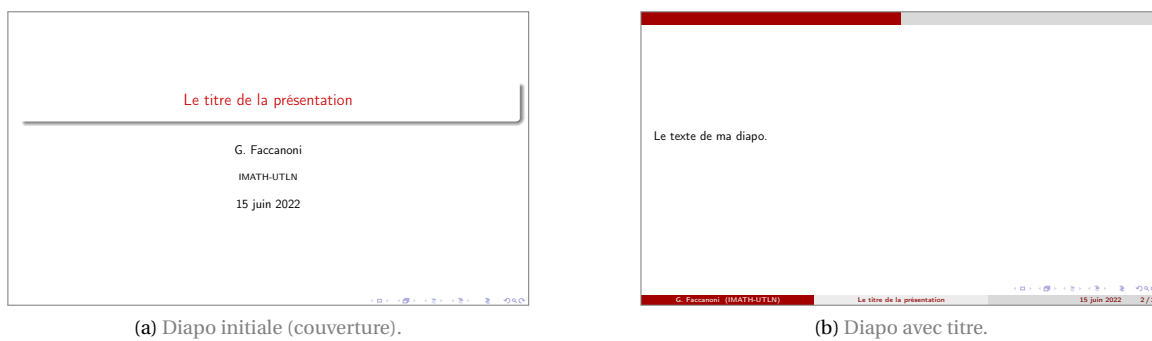 Le titre de la présentation
G. Faccanoni
IMATH-UTLN
15 juin 2022
(a) Diapo initiale (couverture).
Le texte de ma diapo.
G. Faccanoni (IMATH-UTLN) Le titre de la présentation 15 juin 2022 2 /
(b) Diapo avec titre.